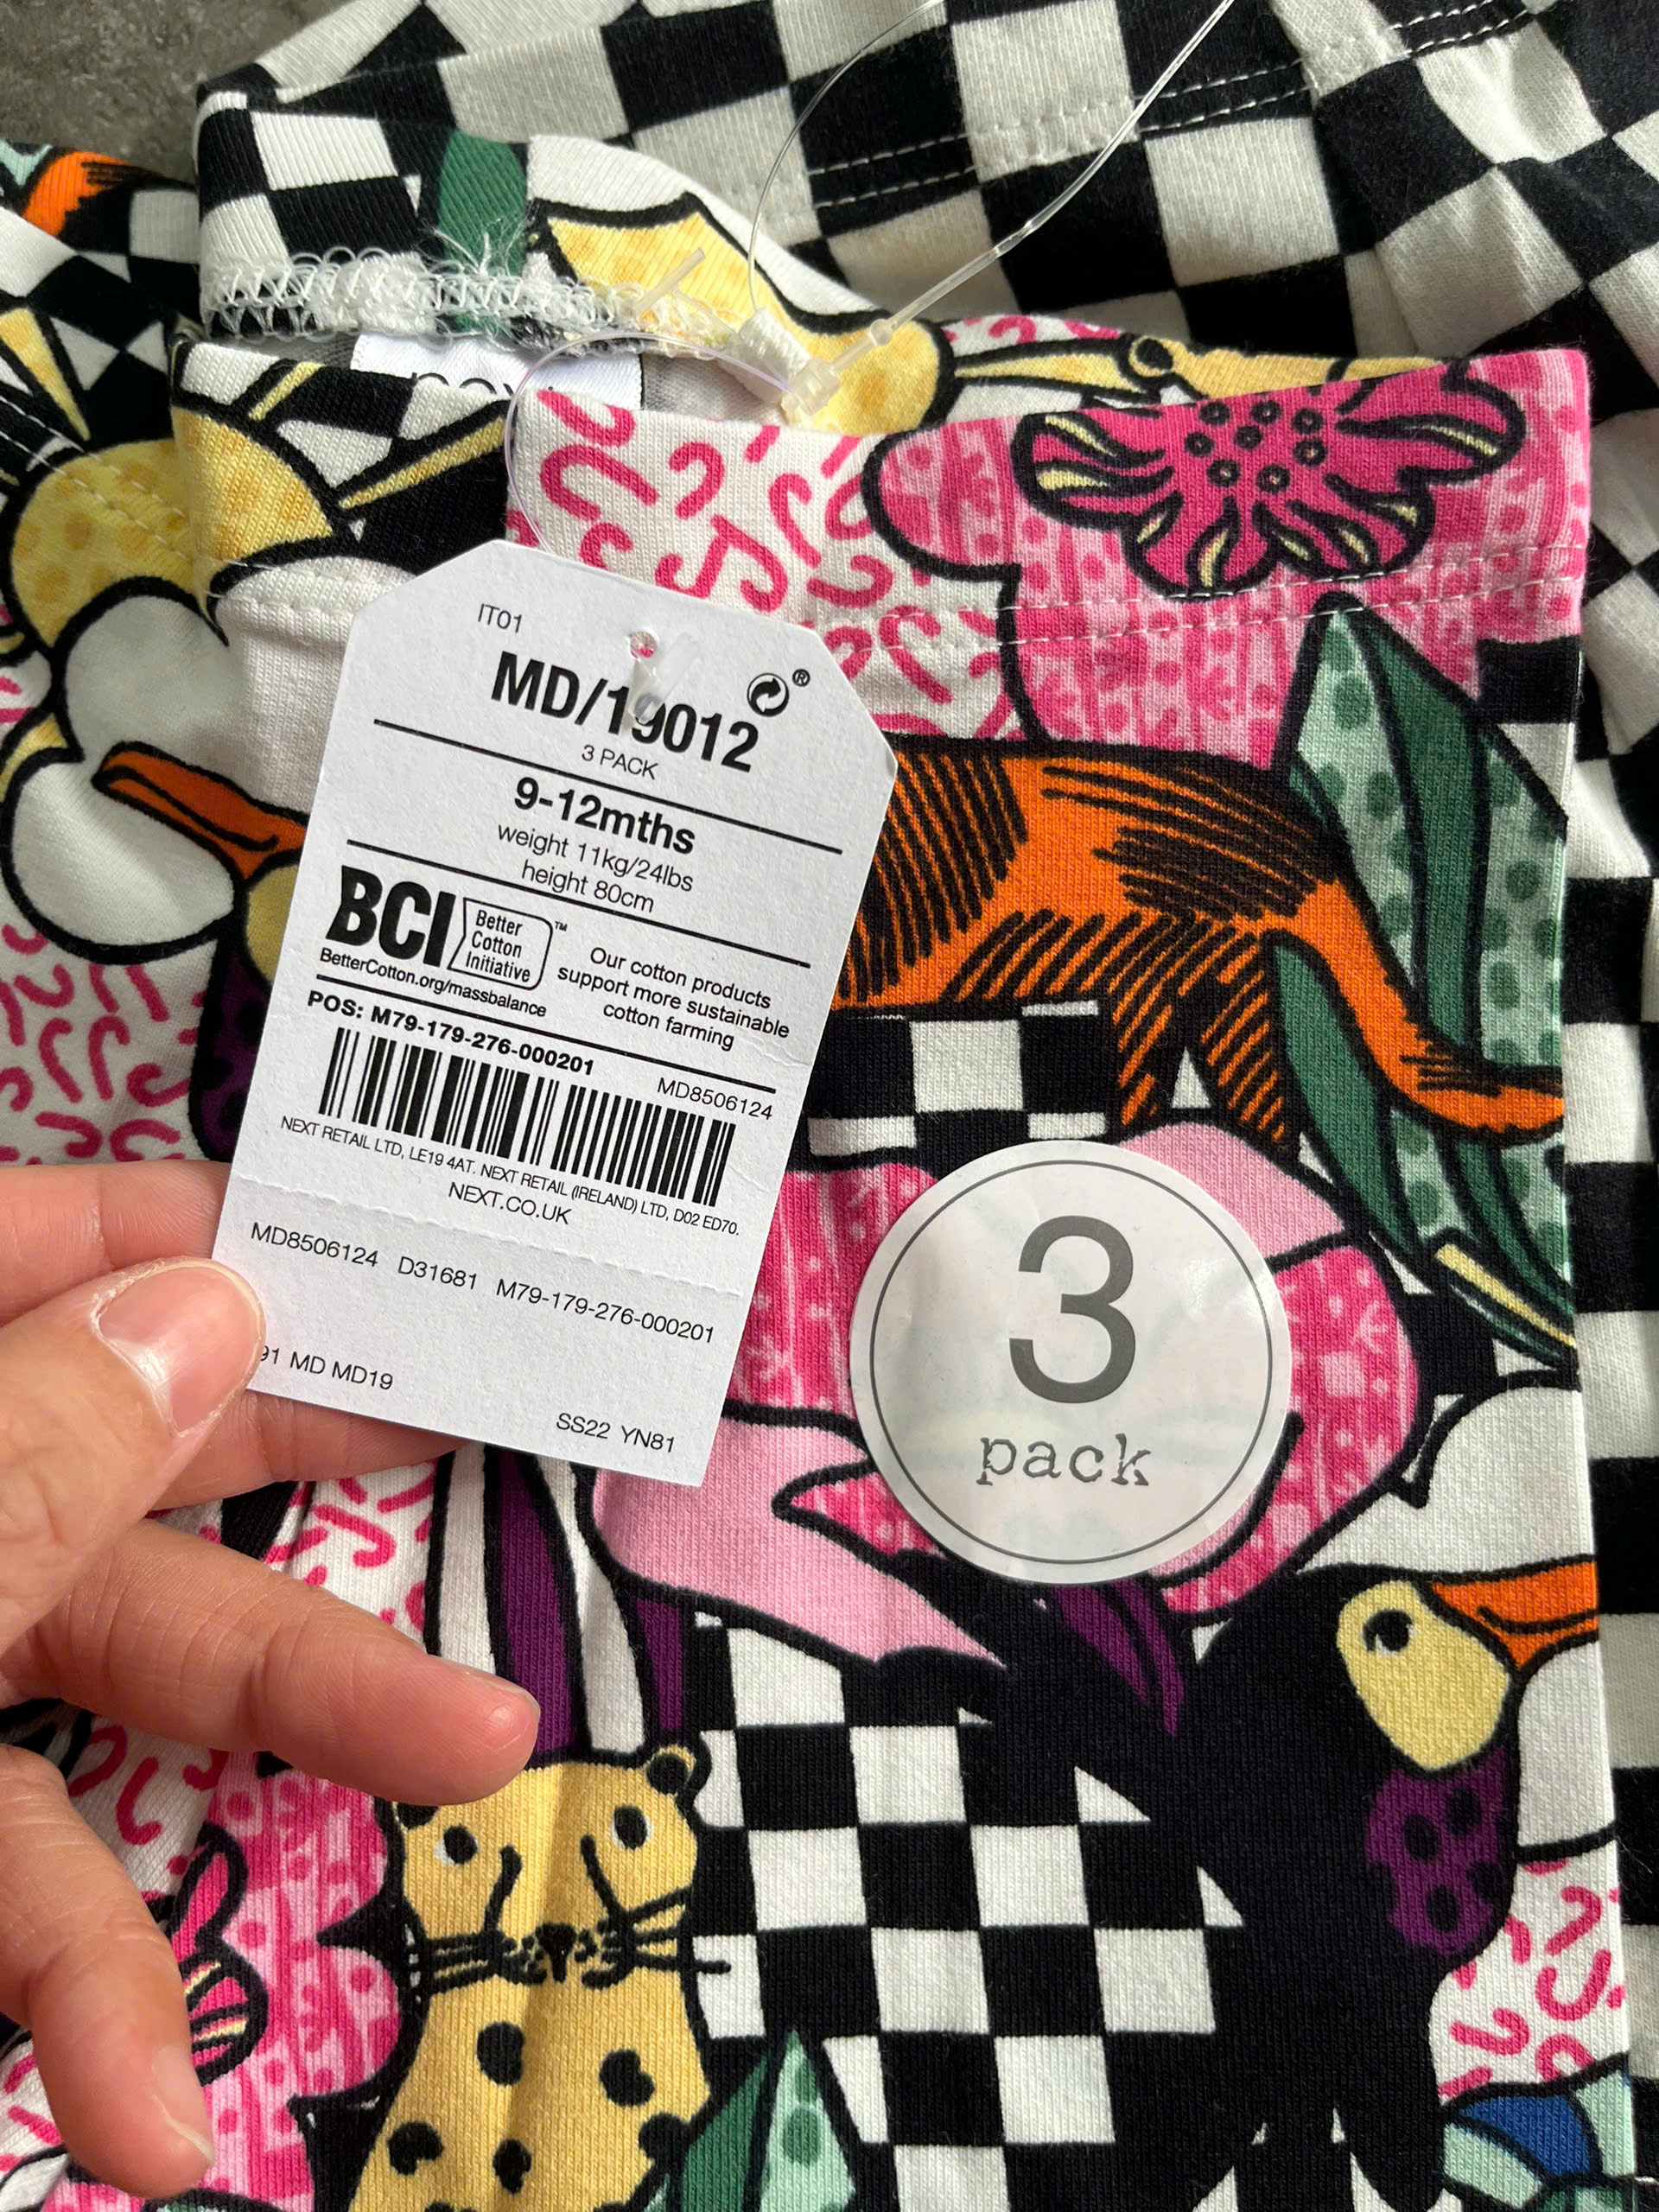 IT01
MD/19012
®
3 PACK
9-12mths
weight 11kg/24lbs
height 80cm
BCI
Better
Cotton
Initiative
™
BetterCotton.org/massbalance
Our cotton products
support more sustainable
cotton farming
POS: M79-179-276-000201
MD8506124
NEXT RETAIL LTD, LE19 4AT. NEXT RETAIL (IRELAND) LTD, D02 ED70.
NEXT.CO.UK
MD8506124 D31681 M79-179-276-000201
91 MD MD19
SS22 YN81
3
pack